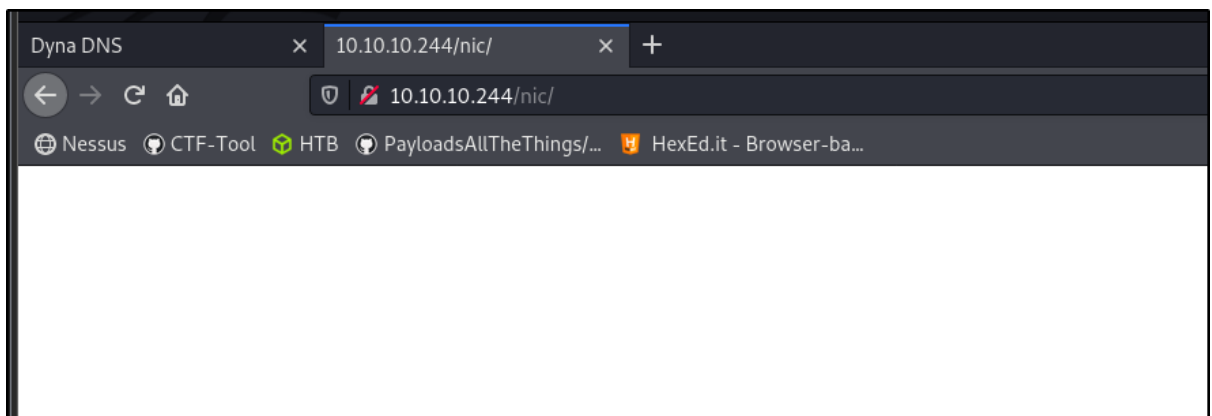 Dyna DNS 10.10.10.244/nic/
10.10.10.244/nic/
Nessus CTF-Tool HTB PayloadsAllTheThings/... HexEd.it - Browser-ba...